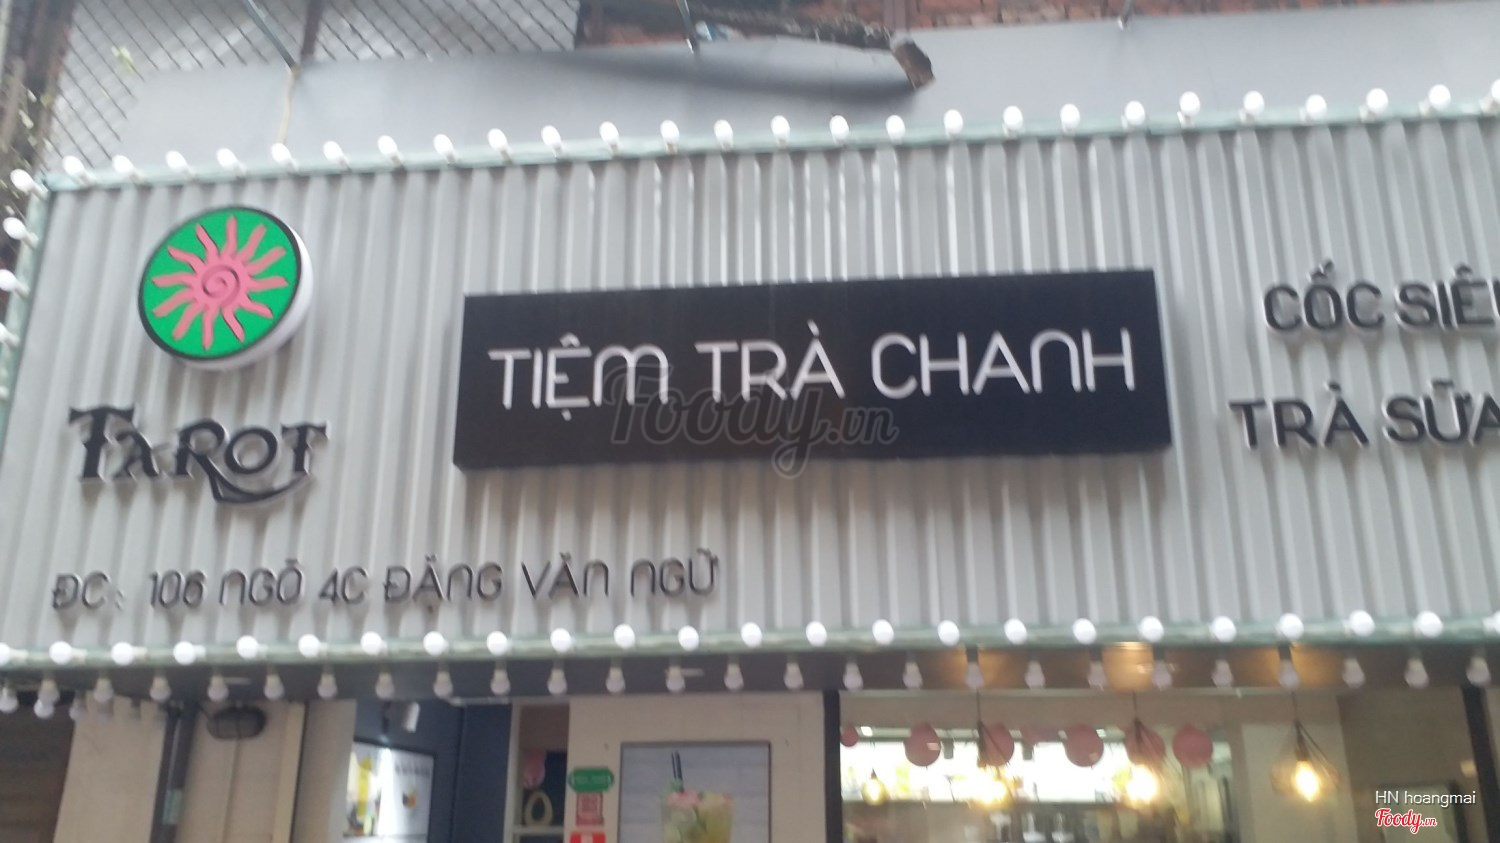 TAROT
ĐC: 106 NGÕ 4C ĐẶNG VĂN NGỮ
TIỆM TRÀ CHANH
CỐC SIÊU
TRÀ SỮA
Foody.vn
HN hoangmai
Foody.vn